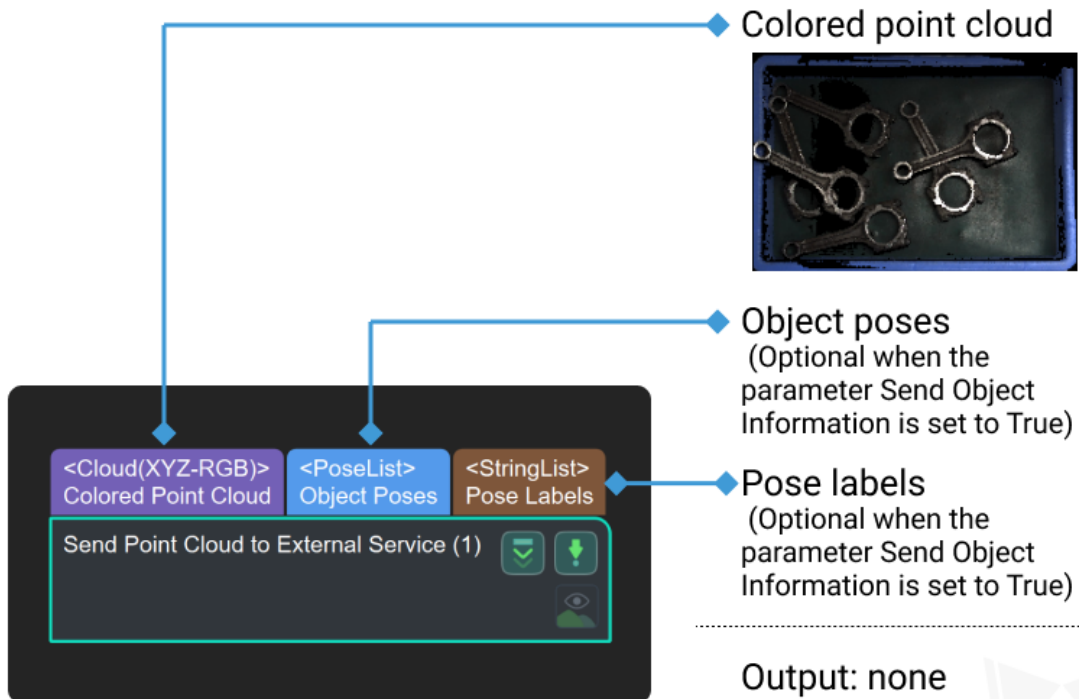 Colored point cloud
Object poses
(Optional when the
parameter Send Object
Information is set to True)
<Cloud(XYZ-RGB)>
Colored Point Cloud
<PoseList>
Object Poses
<StringList>
Pose Labels
Send Point Cloud to External Service (1)
Pose labels
(Optional when the
parameter Send Object
Information is set to True)
Output: none